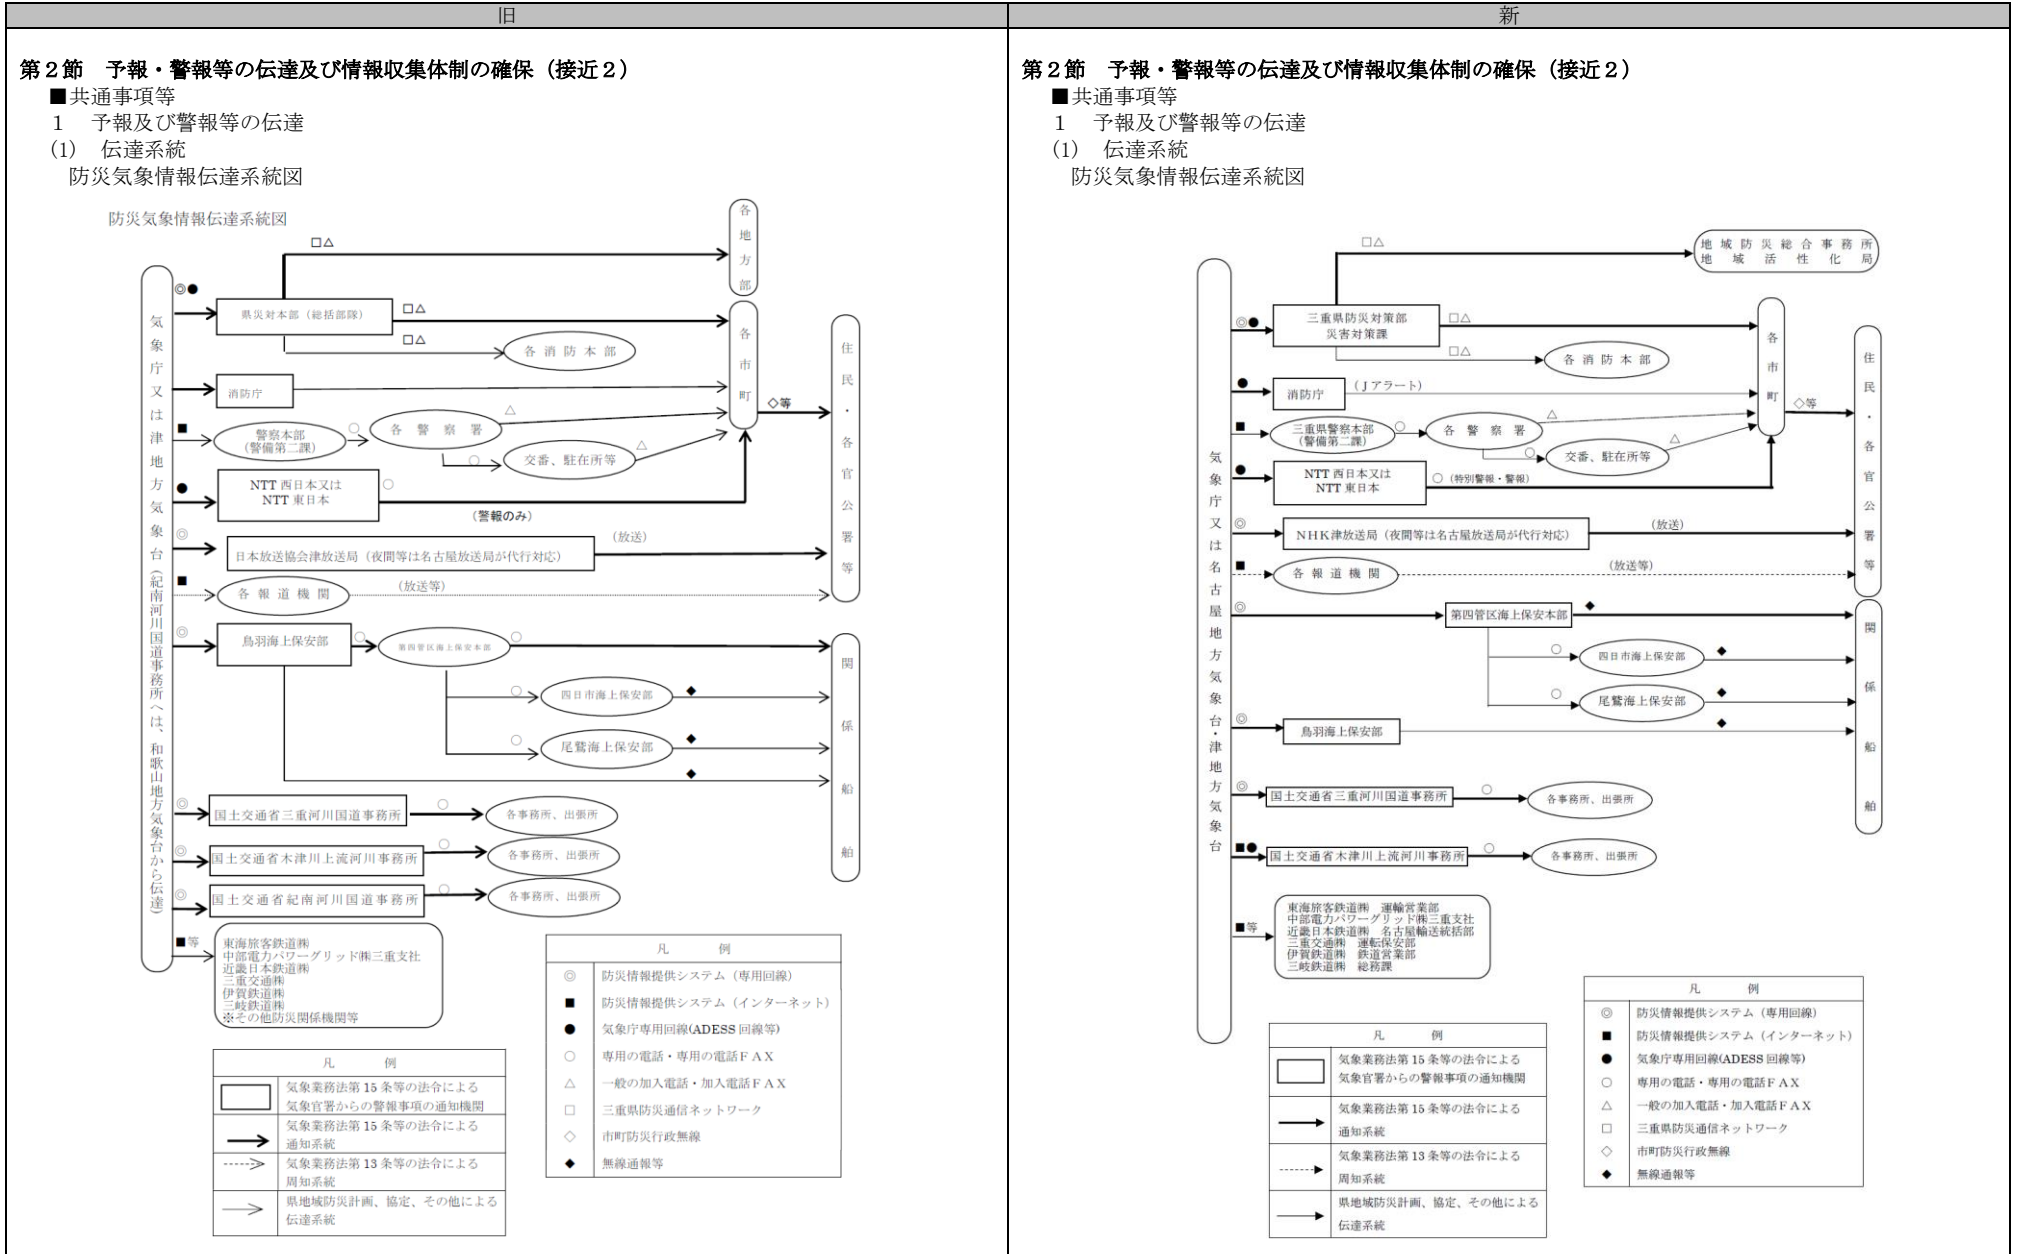 旧
第２節　予報・警報等の伝達及び情報収集体制の確保（接近２）
■共通事項等
１　予報及び警報等の伝達
(1)　伝達系統
防災気象情報伝達系統図
防災気象情報伝達系統図
各地方部
□△
◎●
県災対本部（総括部隊）
□△
□△
各消防本部
各市町
住民・各官公署等
気象庁又は津地方気象台（紀南河川国道事務所へは、和歌山地方気象台から伝達）
消防庁
◇等
■
警察本部
（警備第二課）
○
各警察署
△
○
交番、駐在所等
△
●
NTT 西日本又は
NTT 東日本
○
（警報のみ）
◎
日本放送協会津放送局（夜間等は名古屋放送局が代行対応）
（放送）
■
各報道機関
（放送等）
◎
鳥羽海上保安部
○
第四管区海上保安本部
○
関係船舶
○
四日市海上保安部
◆
○
尾鷲海上保安部
◆
◆
◎
国土交通省三重河川国道事務所
○
各事務所、出張所
◎
国土交通省木津川上流河川事務所
○
各事務所、出張所
◎
国土交通省紀南河川国道事務所
○
各事務所、出張所
■等
東海旅客鉄道㈱
中部電力パワーグリッド㈱三重支社
近畿日本鉄道㈱
三重交通㈱
伊賀鉄道㈱
三岐鉄道㈱
※その他防災関係機関等
凡　例
◎　防災情報提供システム（専用回線）
■　防災情報提供システム（インターネット）
●　気象庁専用回線(ADESS 回線等)
○　専用の電話・専用の電話ＦＡＸ
△　一般の加入電話・加入電話ＦＡＸ
□　三重県防災通信ネットワーク
◇　市町防災行政無線
◆　無線通報等
凡　例
気象業務法第 15 条等の法令による
気象官署からの警報事項の通知機関
気象業務法第 15 条等の法令による
通知系統
気象業務法第 13 条等の法令による
周知系統
県地域防災計画、協定、その他による
伝達系統
新
第２節　予報・警報等の伝達及び情報収集体制の確保（接近２）
■共通事項等
１　予報及び警報等の伝達
(1)　伝達系統
防災気象情報伝達系統図
□△
地域防災総合事務所
地域活性化局
◎●
三重県防災対策部
災害対策課
□△
□△
各消防本部
各市町
住民・各官公署等
気象庁又は名古屋地方気象台・津地方気象台
●
消防庁
（Ｊアラート）
◇等
■
三重県警察本部
（警備第二課）
○
各警察署
△
○
交番、駐在所等
△
●
NTT 西日本又は
NTT 東日本
○（特別警報・警報）
◎
ＮＨＫ津放送局（夜間等は名古屋放送局が代行対応）
（放送）
■
各報道機関
（放送等）
◎
第四管区海上保安本部
◆
関係船舶
○
四日市海上保安部
◆
○
尾鷲海上保安部
◆
◎
鳥羽海上保安部
◆
◎
国土交通省三重河川国道事務所
○
各事務所、出張所
■●
国土交通省木津川上流河川事務所
○
各事務所、出張所
■等
東海旅客鉄道㈱　運輸営業部
中部電力パワーグリッド㈱三重支社
近畿日本鉄道㈱　名古屋輸送統括部
三重交通㈱　運転保安部
伊賀鉄道㈱　鉄道営業部
三岐鉄道㈱　総務課
凡　例
◎　防災情報提供システム（専用回線）
■　防災情報提供システム（インターネット）
●　気象庁専用回線(ADESS 回線等)
○　専用の電話・専用の電話ＦＡＸ
△　一般の加入電話・加入電話ＦＡＸ
□　三重県防災通信ネットワーク
◇　市町防災行政無線
◆　無線通報等
凡　例
気象業務法第 15 条等の法令による
気象官署からの警報事項の通知機関
気象業務法第 15 条等の法令による
通知系統
気象業務法第 13 条等の法令による
周知系統
県地域防災計画、協定、その他による
伝達系統